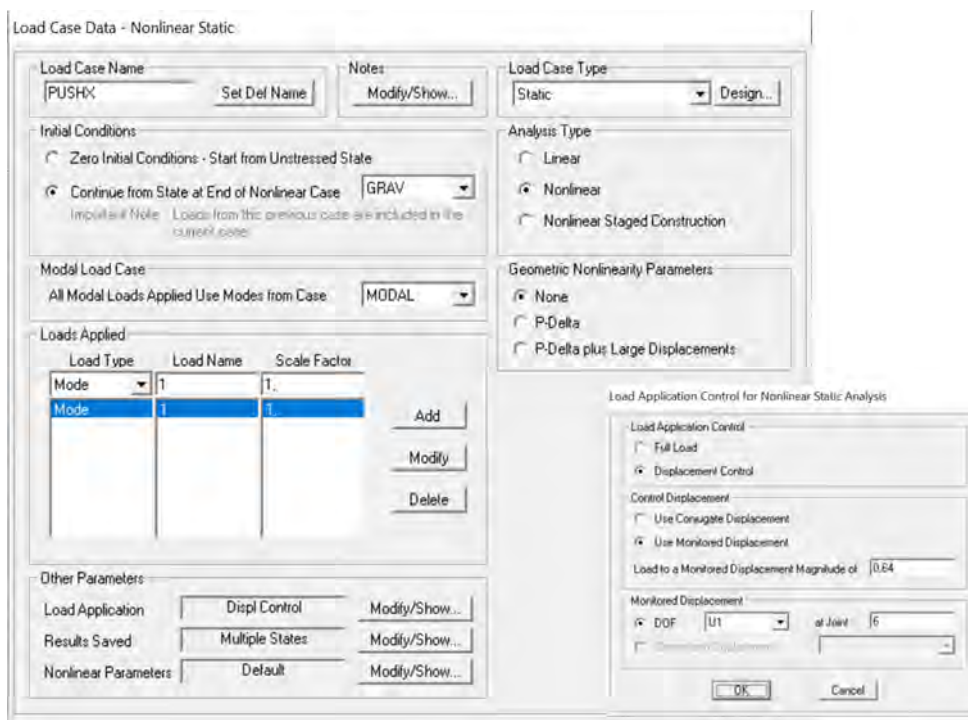 Load Case Data - Nonlinear Static
Load Case Name
PUSHX
Set Def Name
Notes
Modify/Show...
Load Case Type
Static
Design...
Initial Conditions
Zero Initial Conditions - Start from Unstressed State
Continue from State at End of Nonlinear Case
GRAV
Important Note: Loads from this previous case are included in the
current case
Analysis Type
Linear
Nonlinear
Nonlinear Staged Construction
Modal Load Case
All Modal Loads Applied Use Modes from Case
MODAL
Geometric Nonlinearity Parameters
None
P-Delta
P-Delta plus Large Displacements
Loads Applied
Load Type Load Name Scale Factor
Mode 1 1.
Mode 1 1.
Add
Modify
Delete
Other Parameters
Load Application Displ Control Modify/Show...
Results Saved Multiple States Modify/Show...
Nonlinear Parameters Default Modify/Show...
Load Application Control for Nonlinear Static Analysis
Load Application Control
Full Load
Displacement Control
Control Displacement
Use Conjugate Displacement
Use Monitored Displacement
Load to a Monitored Displacement Magnitude of 0.64
Monitored Displacement
DOF U1 at Joint 6
OK Cancel